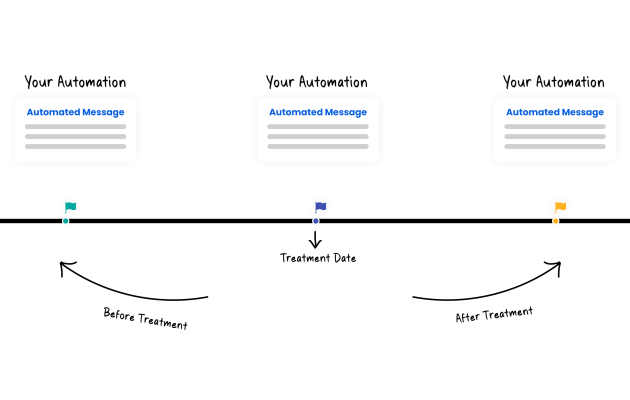 Your Automation
Your Automation
Your Automation
Automated Message
Automated Message
Automated Message
Treatment Date
Before Treatment
After Treatment